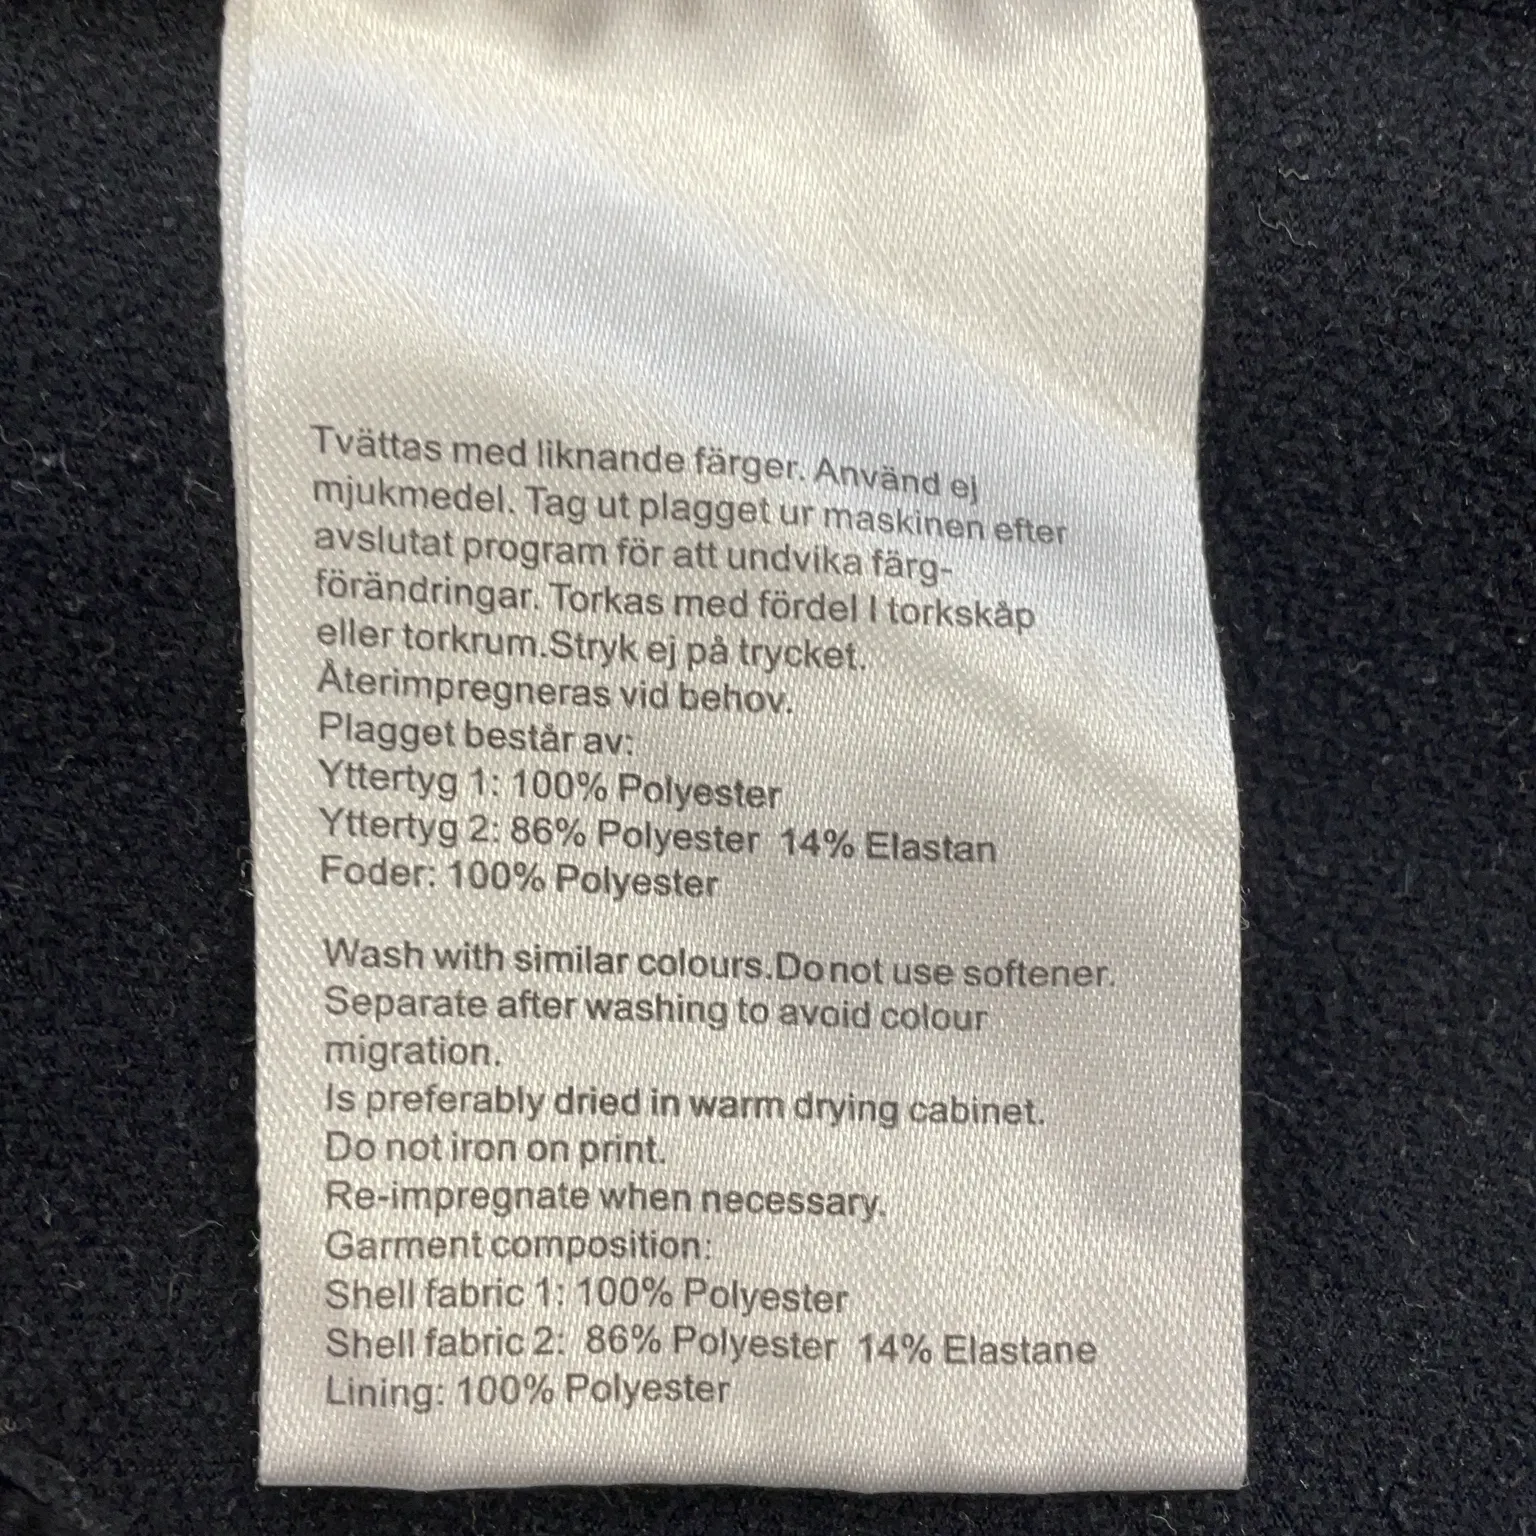 Tvättas med liknande färger. Använd ej
mjukmedel. Tag ut plagget ur maskinen efter
avslutat program för att undvika färg-
förändringar. Torkas med fördel I torkskåp
eller torkrum.Stryk ej på trycket.
Återimpregneras vid behov.
Plagget består av:
Yttertyg 1: 100% Polyester
Yttertyg 2: 86% Polyester 14% Elastan
Foder: 100% Polyester
Wash with similar colours.Do not use softener.
Separate after washing to avoid colour
migration.
Is preferably dried in warm drying cabinet.
Do not iron on print.
Re-impregnate when necessary.
Garment composition:
Shell fabric 1: 100% Polyester
Shell fabric 2: 86% Polyester 14% Elastane
Lining: 100% Polyester